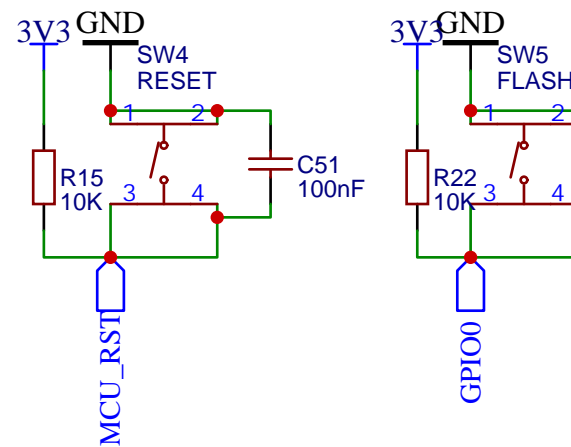 3V3
GND
SW4
RESET
1
2
3
4
R15
10K
C51
100nF
MCU_RST
3V3
GND
SW5
FLASH
1
2
3
4
R22
10K
GPIO0